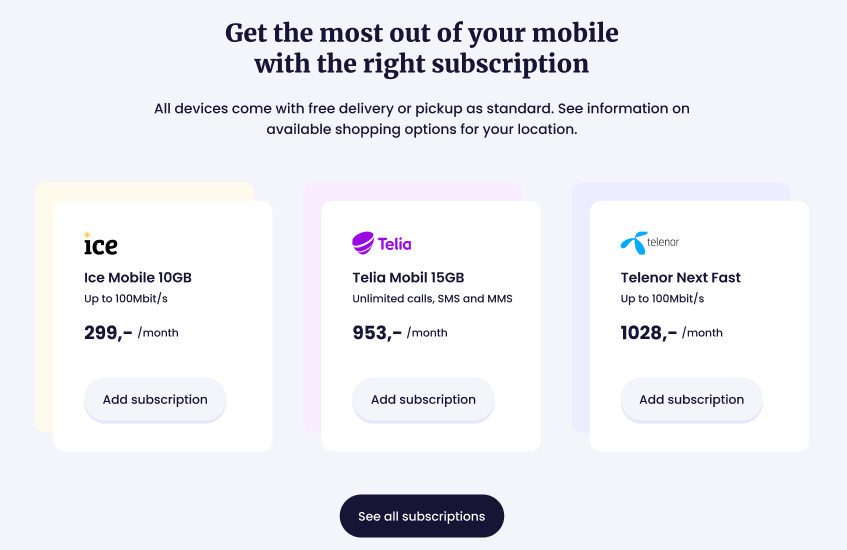 Get the most out of your mobile
with the right subscription
All devices come with free delivery or pickup as standard. See information on
available shopping options for your location.
ice
Ice Mobile 10GB
Up to 100Mbit/s
299,- /month
Add subscription
Telia
Telia Mobil 15GB
Unlimited calls, SMS and MMS
953,- /month
Add subscription
telenor
Telenor Next Fast
Up to 100Mbit/s
1028,- /month
Add subscription
See all subscriptions